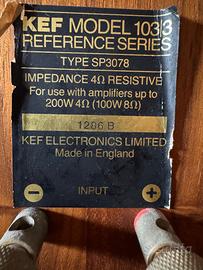 KEF MODEL 103/3
REFERENCE SERIES
TYPE SP3078
IMPEDANCE 4Ω RESISTIVE
For use with amplifiers up to
200W 4Ω (100W 8Ω)
1206 B
KEF ELECTRONICS LIMITED
Made in England
INPUT